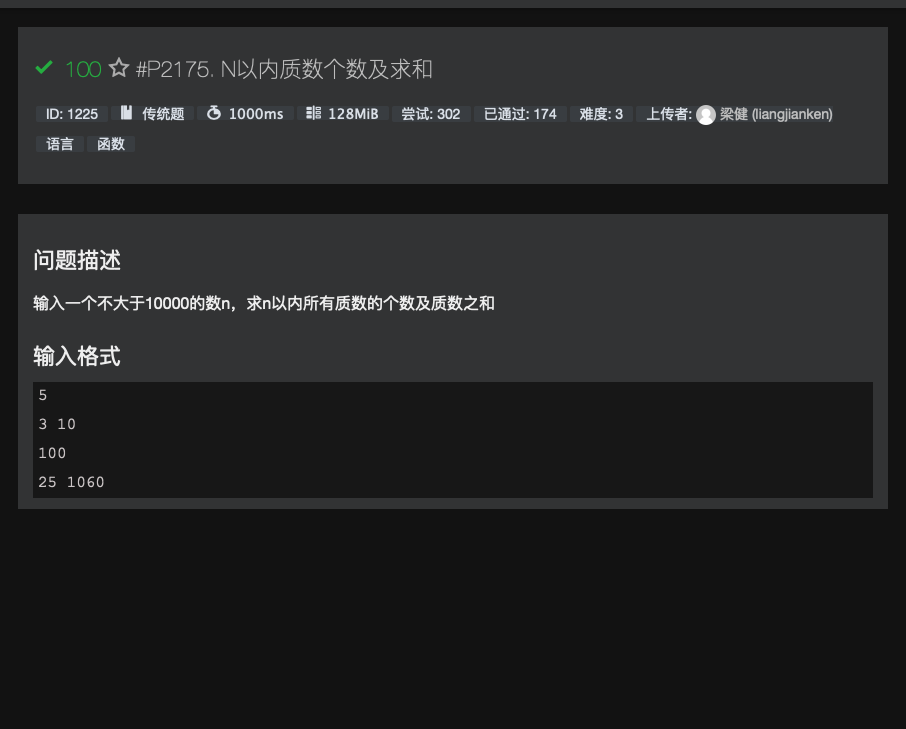 100 #P2175. N以内质数个数及求和
ID: 1225 传统题 1000ms 128MiB 尝试: 302 已通过: 174 难度: 3 上传者: 梁健 (liangjianken)
语言 函数
问题描述
输入一个不大于10000的数n，求n以内所有质数的个数及质数之和
输入格式
5
3 10
100
25 1060